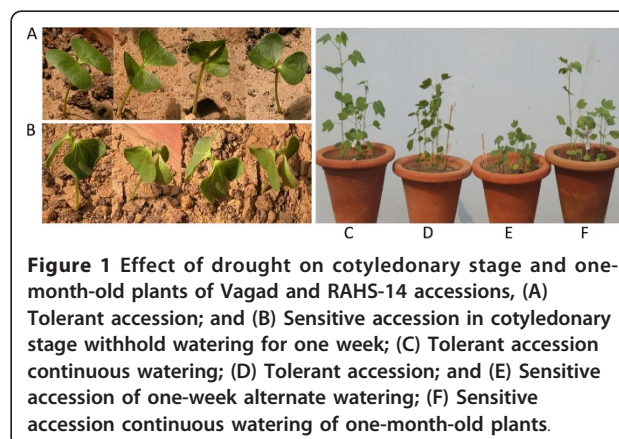 A
B
C D E F
Figure 1 Effect of drought on cotyledonary stage and one-
month-old plants of Vagad and RAHS-14 accessions, (A)
Tolerant accession; and (B) Sensitive accession in cotyledonary
stage withhold watering for one week; (C) Tolerant accession
continuous watering; (D) Tolerant accession; and (E) Sensitive
accession of one-week alternate watering; (F) Sensitive
accession continuous watering of one-month-old plants.